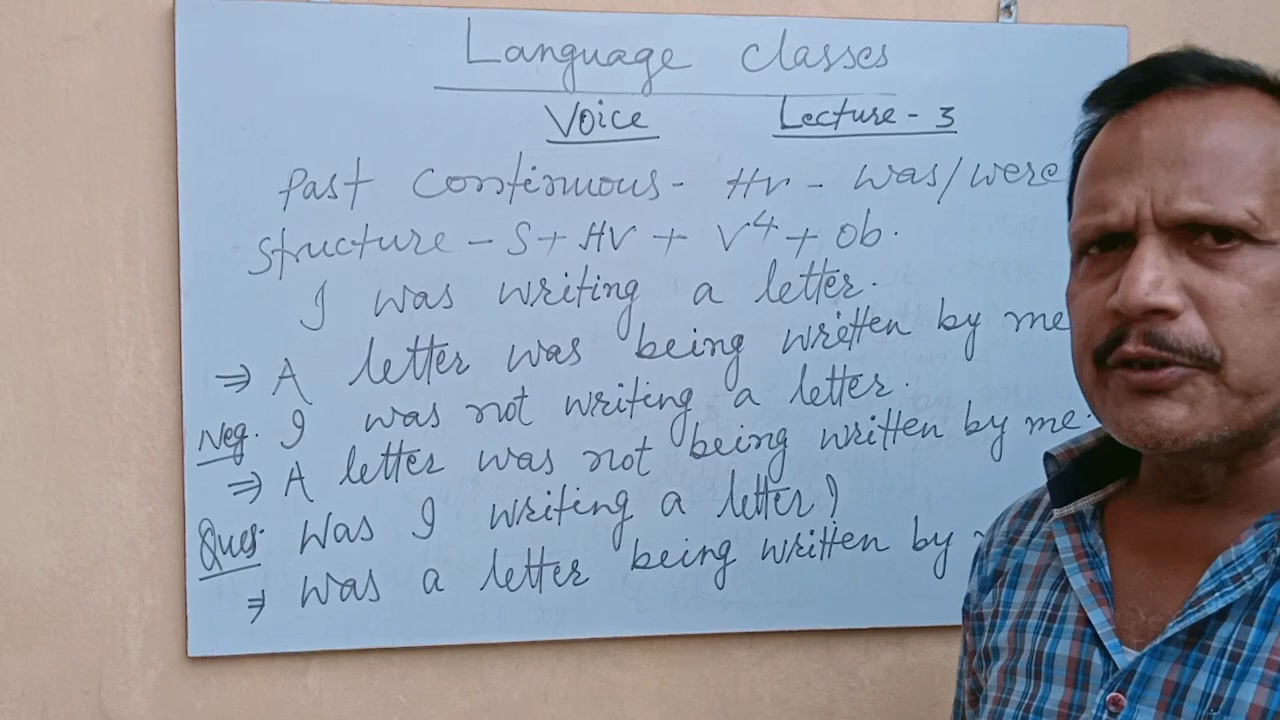 Language classes
Voice Lecture - 3
Past Continuous - Hv - was/were
Structure - S + HV + V4 + Ob.
I was writing a letter.
⇒ A letter was being written by me
Neg. I was not writing a letter.
⇒ A letter was not being written by me.
Ques. Was I writing a letter?
⇒ Was a letter being written by